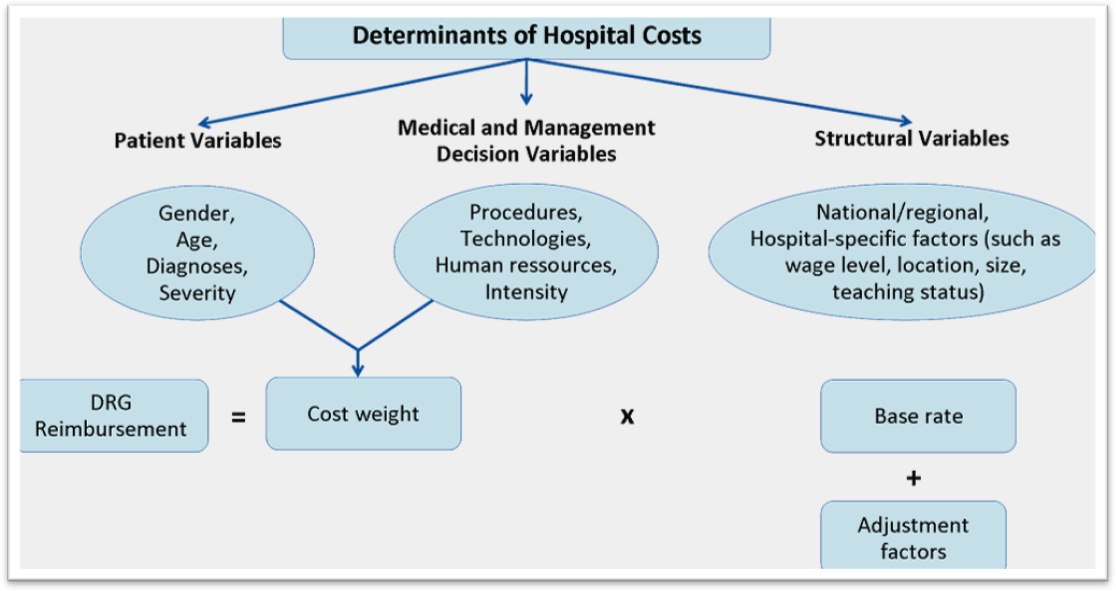 Determinants of Hospital Costs
Patient Variables
Medical and Management
Decision Variables
Structural Variables
Gender,
Age,
Diagnoses,
Severity
Procedures,
Technologies,
Human ressources,
Intensity
National/regional,
Hospital-specific factors (such as
wage level, location, size,
teaching status)
DRG
Reimbursement
=
Cost weight
x
Base rate
+
Adjustment
factors